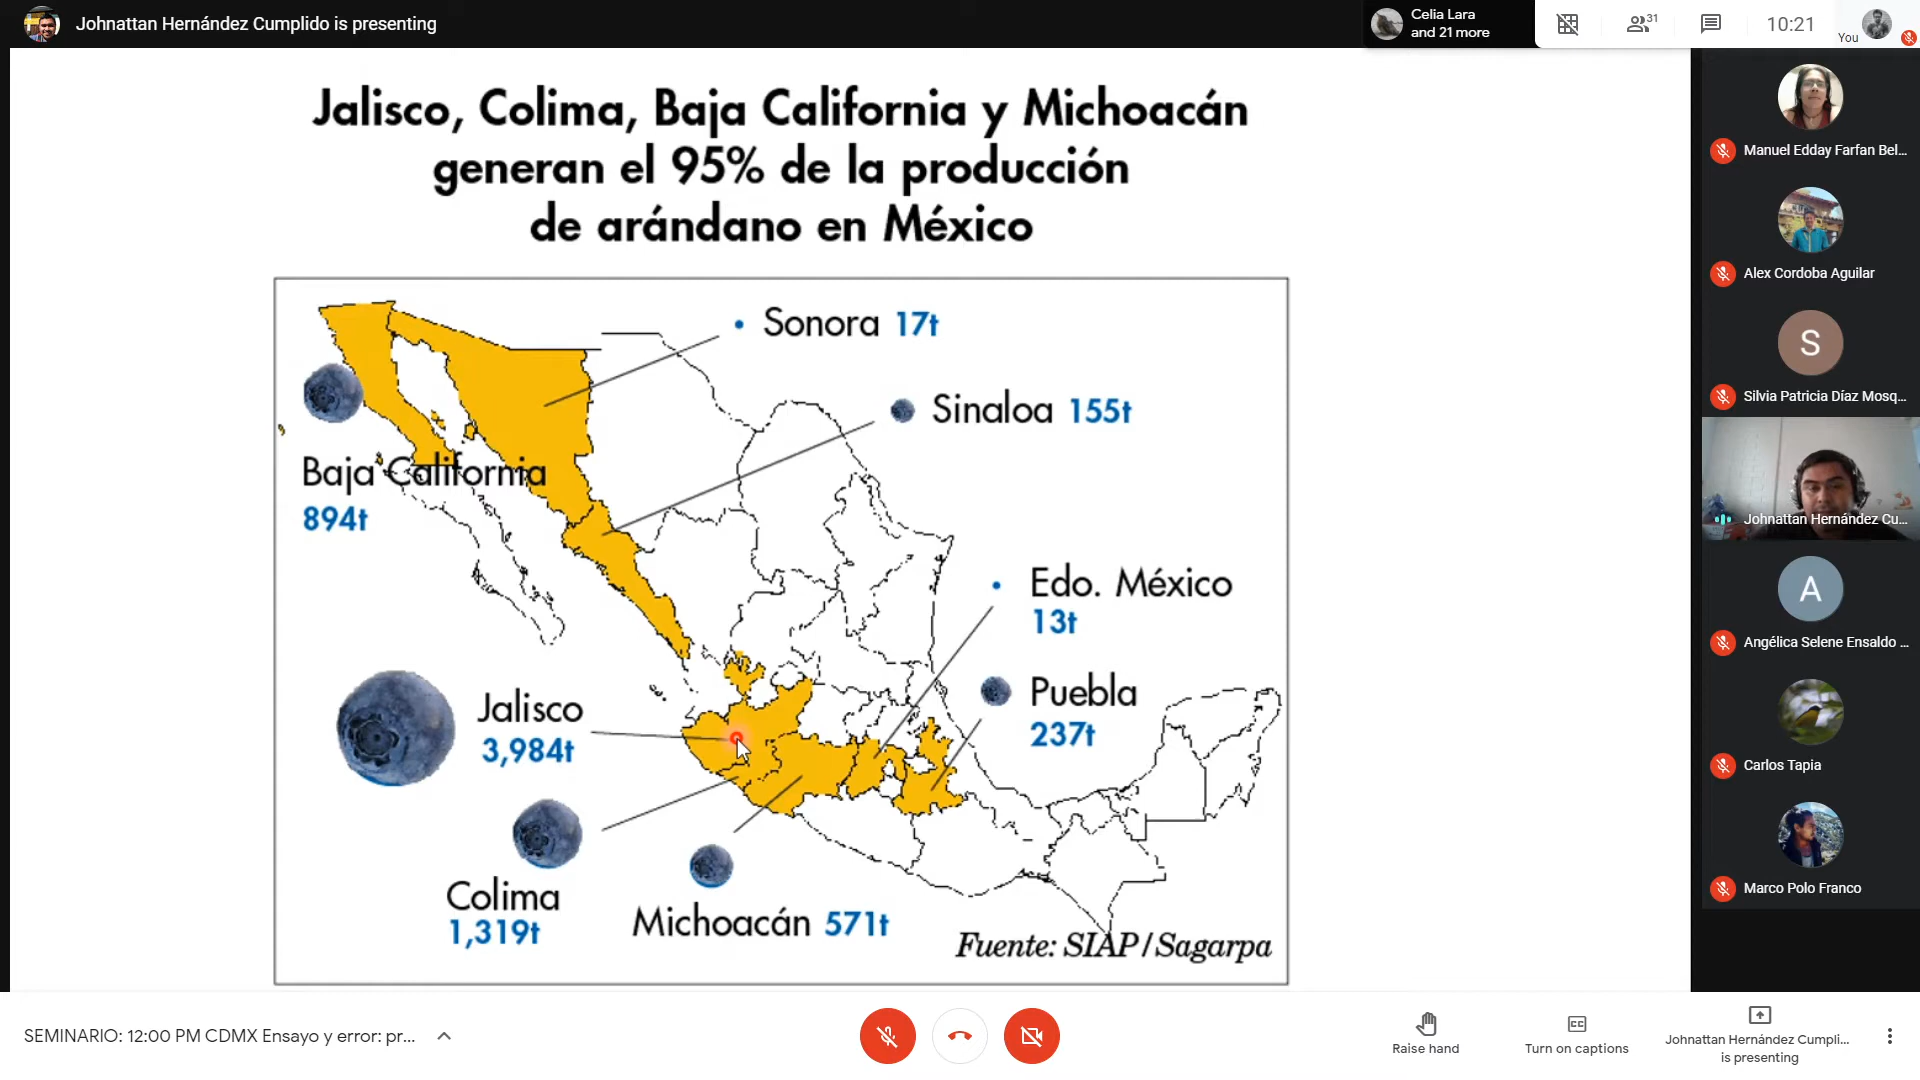 Johnattan Hernández Cumplido is presenting
Celia Lara
and 21 more
31
10:21
You
Jalisco, Colima, Baja California y Michoacán
generan el 95% de la producción
de arándano en México
• Sonora 17t
Sinaloa 155t
Baja California
894t
• Edo. México
13t
Puebla
237t
Jalisco
3,984t
Colima
1,319t
Michoacán 571t
Fuente: SIAP/Sagarpa
Manuel Edday Farfan Bel...
Alex Cordoba Aguilar
S
Silvia Patricia Díaz Mosq...
Johnattan Hernández Cu...
A
Angélica Selene Ensaldo ...
Carlos Tapia
Marco Polo Franco
SEMINARIO: 12:00 PM CDMX Ensayo y error: pr...
Raise hand
Turn on captions
Johnattan Hernández Cumpli...
is presenting